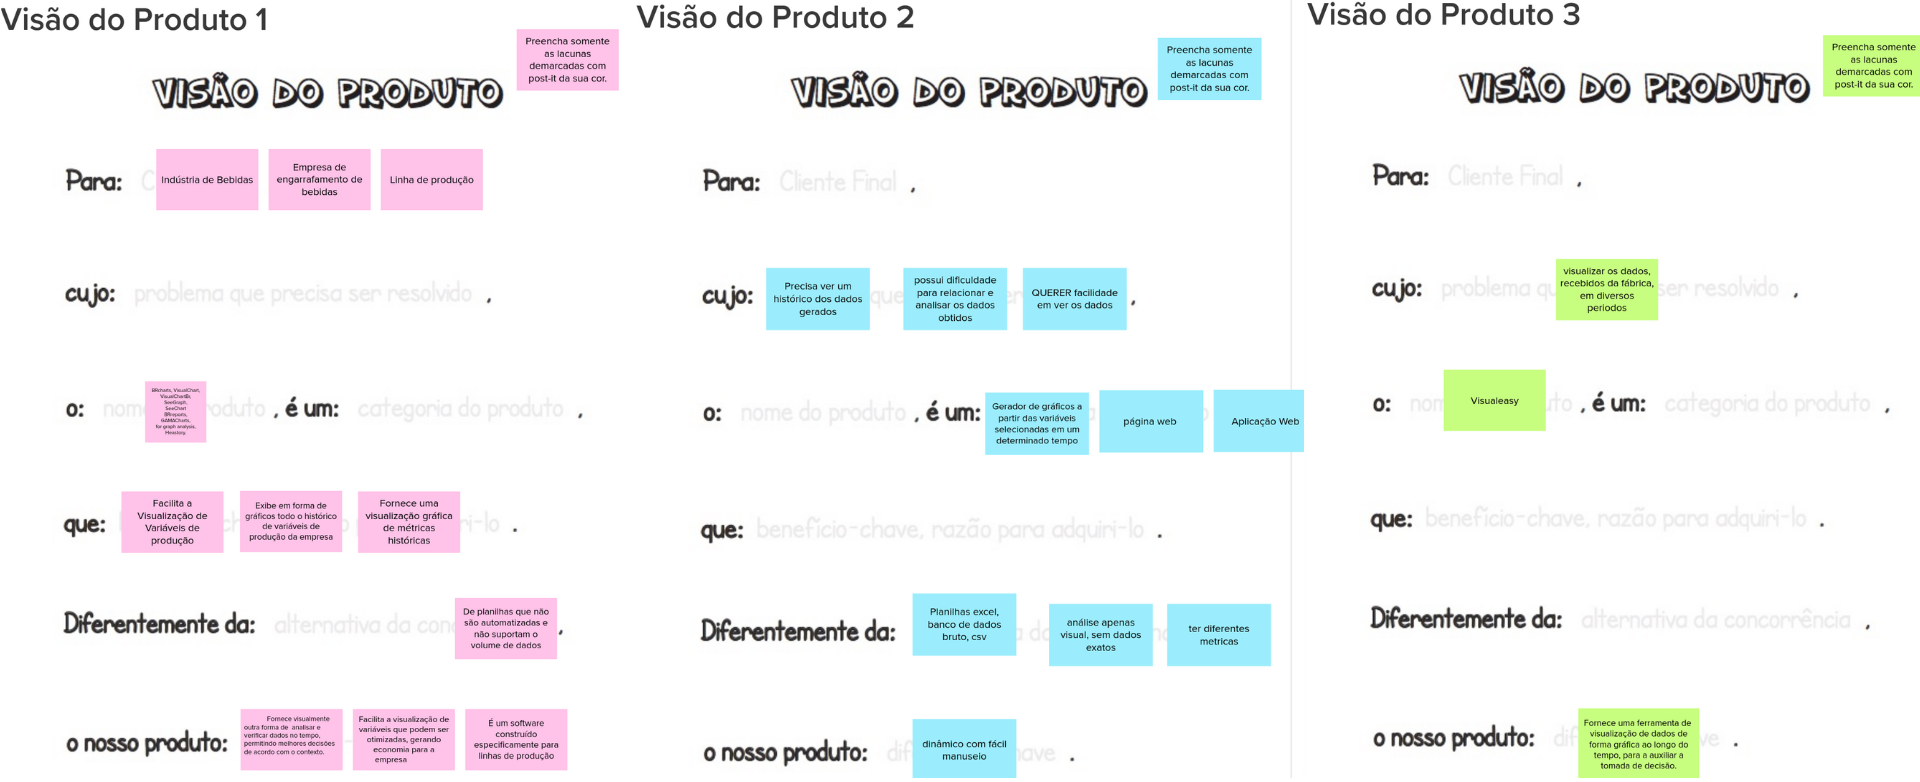 Visão do Produto 1
Preencha somente
as lacunas
demarcadas com
post-it da sua cor.
VISÃO DO PRODUTO
Para:
Indústria de Bebidas
Empresa de
engarrafamento de
bebidas
Linha de produção
cujo: problema que precisa ser resolvido ,
o:
BRcharts, VisualChart,
VisualChartBr,
SeeGraph,
SeeChart
BRreports,
for graph analysis,
, é um: categoria do produto ,
que:
Facilita a
Visualização de
Variáveis de
produção
Exibe em forma de
gráficos todo o histórico
de variáveis de
produção da empresa
Fornece uma
visualização gráfica
de métricas
históricas
.
Diferentemente da: alternativa da
De planilhas que não
são automatizadas e
não suportam o
volume de dados
,
o nosso produto:
Fornece visualmente
outra forma de analisar e
verificar dados no tempo,
permitindo melhores decisões
de acordo com o contexto.
Facilita a visualização de
variáveis que podem ser
otimizadas, gerando
economia para a
empresa
É um software
construído
especificamente para
linhas de produção
Visão do Produto 2
Preencha somente
as lacunas
demarcadas com
post-it da sua cor.
VISÃO DO PRODUTO
Para: Cliente Final ,
cujo:
Precisa ver um
histórico dos dados
gerados
que
possui dificuldade
para relacionar e
analisar os dados
obtidos
QUERER facilidade
em ver os dados
,
o: nome do produto , é um:
Gerador de gráficos a
partir das variáveis
selecionadas em um
determinado tempo
página web
Aplicação Web
que: benefício-chave, razão para adquiri-lo .
Diferentemente da:
Planilhas excel,
banco de dados
bruto, csv
análise apenas
visual, sem dados
exatos
ter diferentes
metricas
o nosso produto:
dinâmico com fácil
manuseio
.
Visão do Produto 3
Preencha somente
as lacunas
demarcadas com
post-it da sua cor.
VISÃO DO PRODUTO
Para: Cliente Final ,
cujo: problema
visualizar os dados,
recebidos da fábrica,
em diversos
periodos
ser resolvido ,
o:
Visualeasy
, é um: categoria do produto ,
que: benefício-chave, razão para adquiri-lo .
Diferentemente da: alternativa da concorrência ,
o nosso produto:
Fornece uma ferramenta de
visualização de dados de
forma gráfica ao longo do
tempo, para a auxiliar a
tomada de decisão.
.